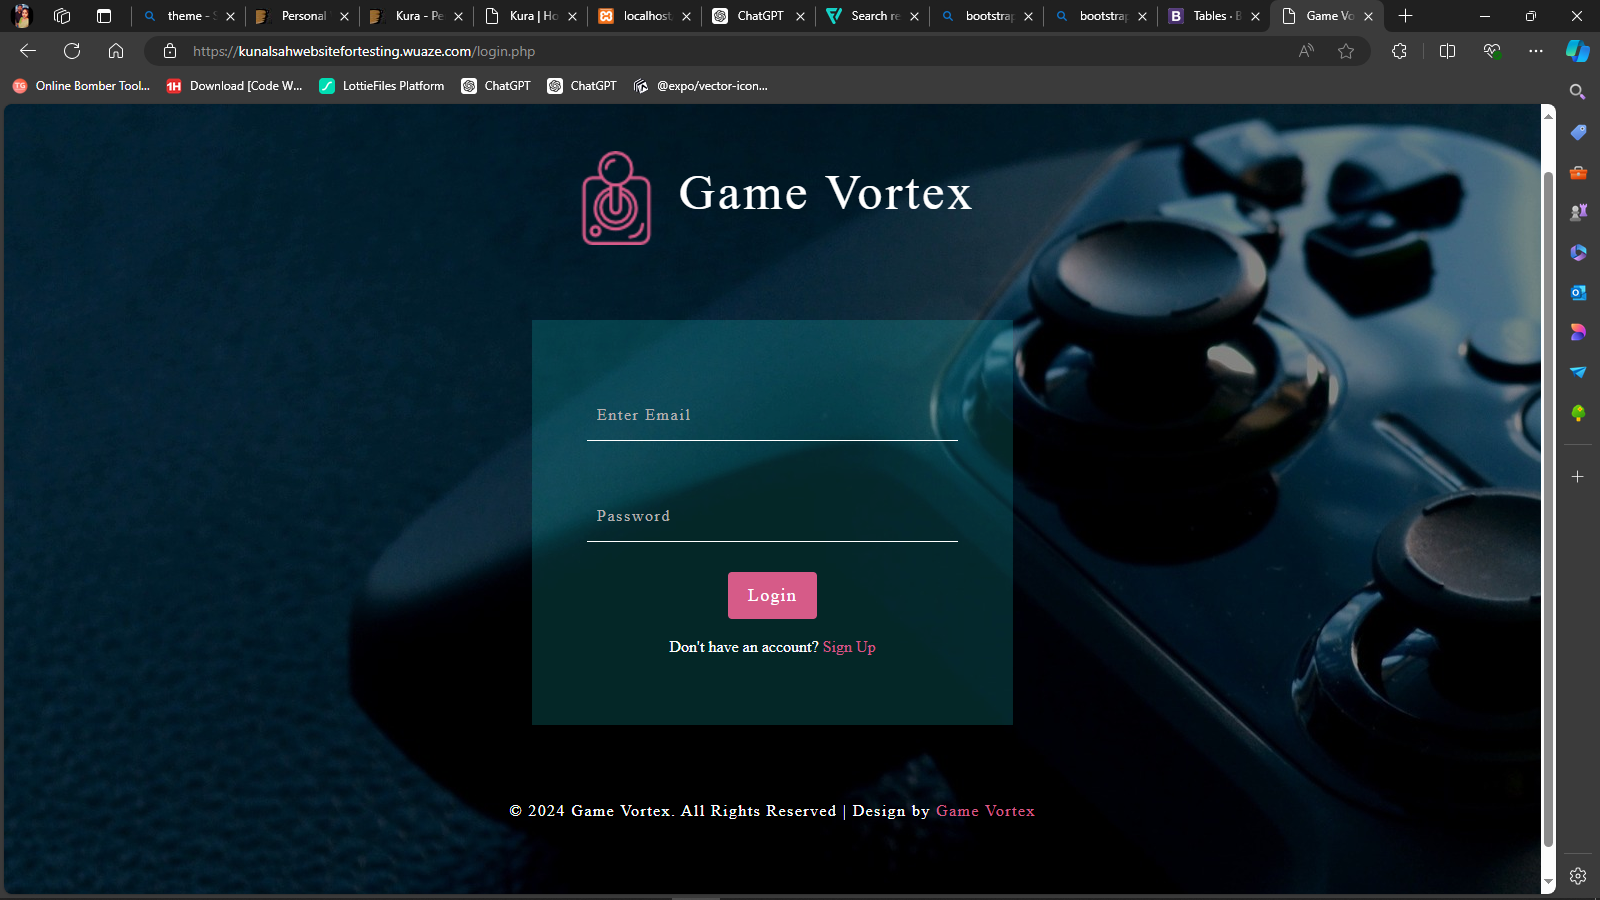 theme - S
Personal
Kura - Pe
Kura | Ho
localhost
ChatGPT
Search re
bootstrap
bootstrap
B
Tables · B
Game Vo
https://kunalsahwebsitefortesting.wuaze.com/login.php
TG
Online Bomber Tool...
1H
Download [Code W...
LottieFiles Platform
ChatGPT
ChatGPT
@expo/vector-icon...
Game Vortex
Enter Email
Password
Login
Don't have an account? Sign Up
© 2024 Game Vortex. All Rights Reserved | Design by Game Vortex